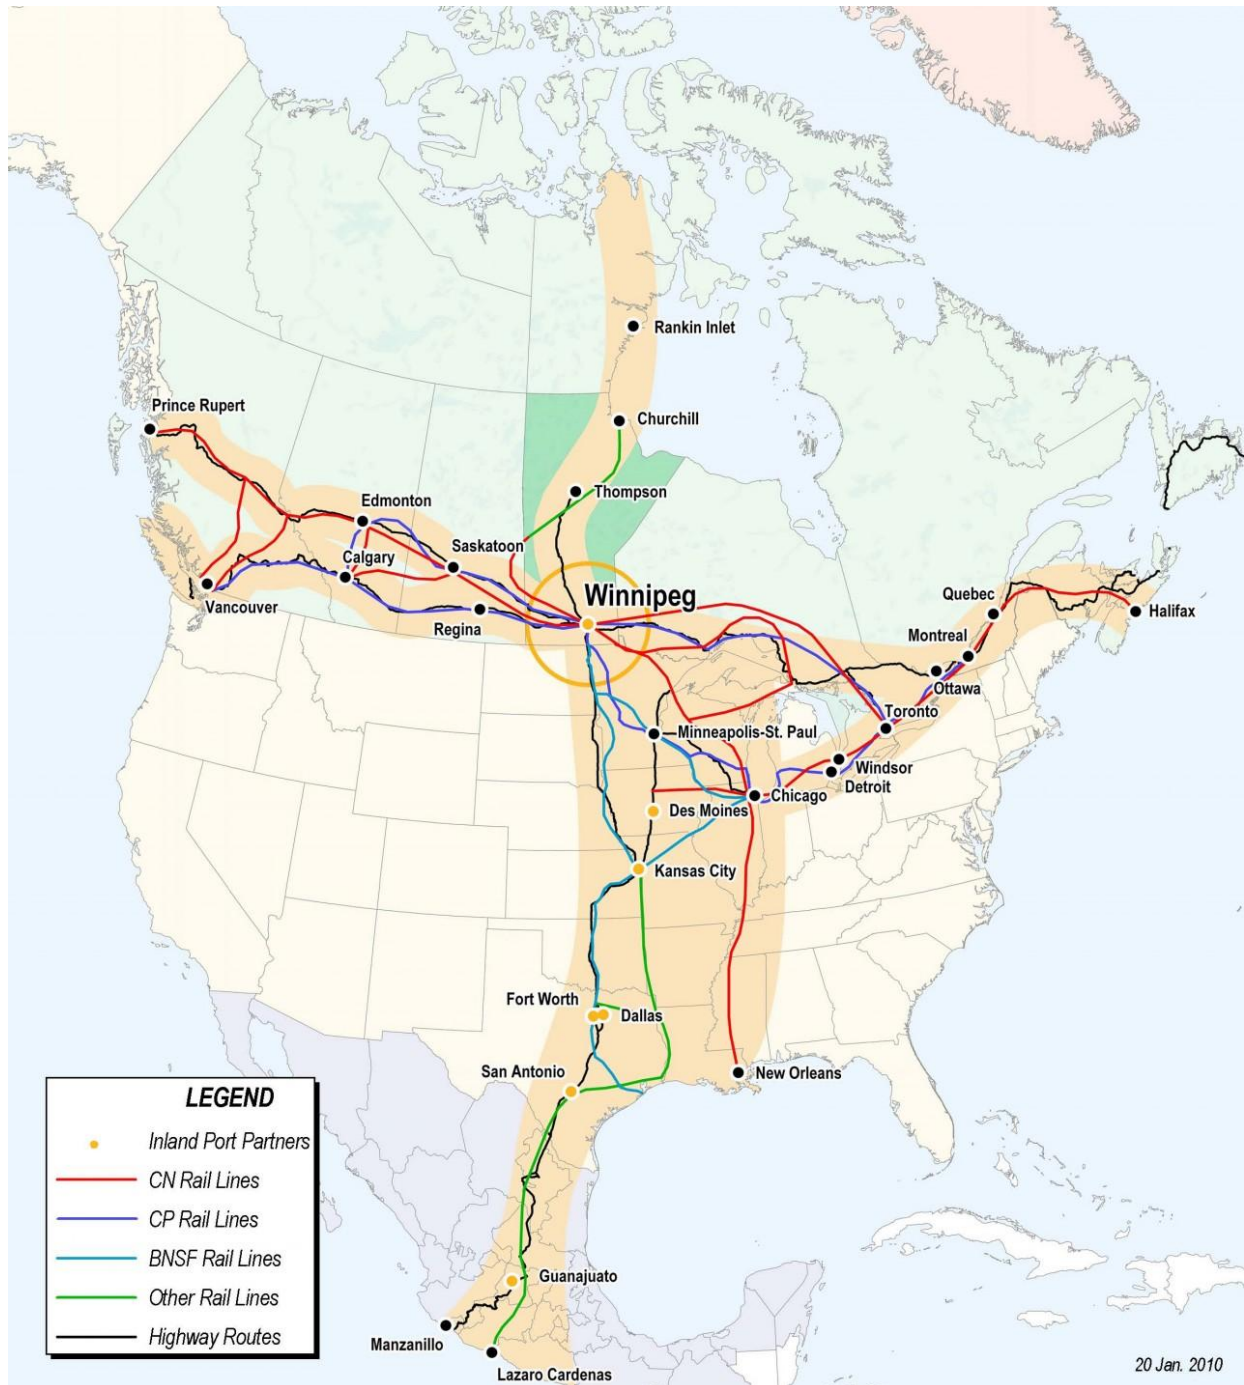 Rankin Inlet
Churchill
Prince Rupert
Thompson
Edmonton
Saskatoon
Calgary
Winnipeg
Vancouver
Regina
Quebec
Halifax
Montreal
Ottawa
Toronto
Minneapolis-St. Paul
Windsor
Detroit
Chicago
Des Moines
Kansas City
Fort Worth
Dallas
San Antonio
New Orleans
LEGEND
Inland Port Partners
CN Rail Lines
CP Rail Lines
BNSF Rail Lines
Other Rail Lines
Highway Routes
Guanajuato
Manzanillo
Lazaro Cardenas
20 Jan. 2010